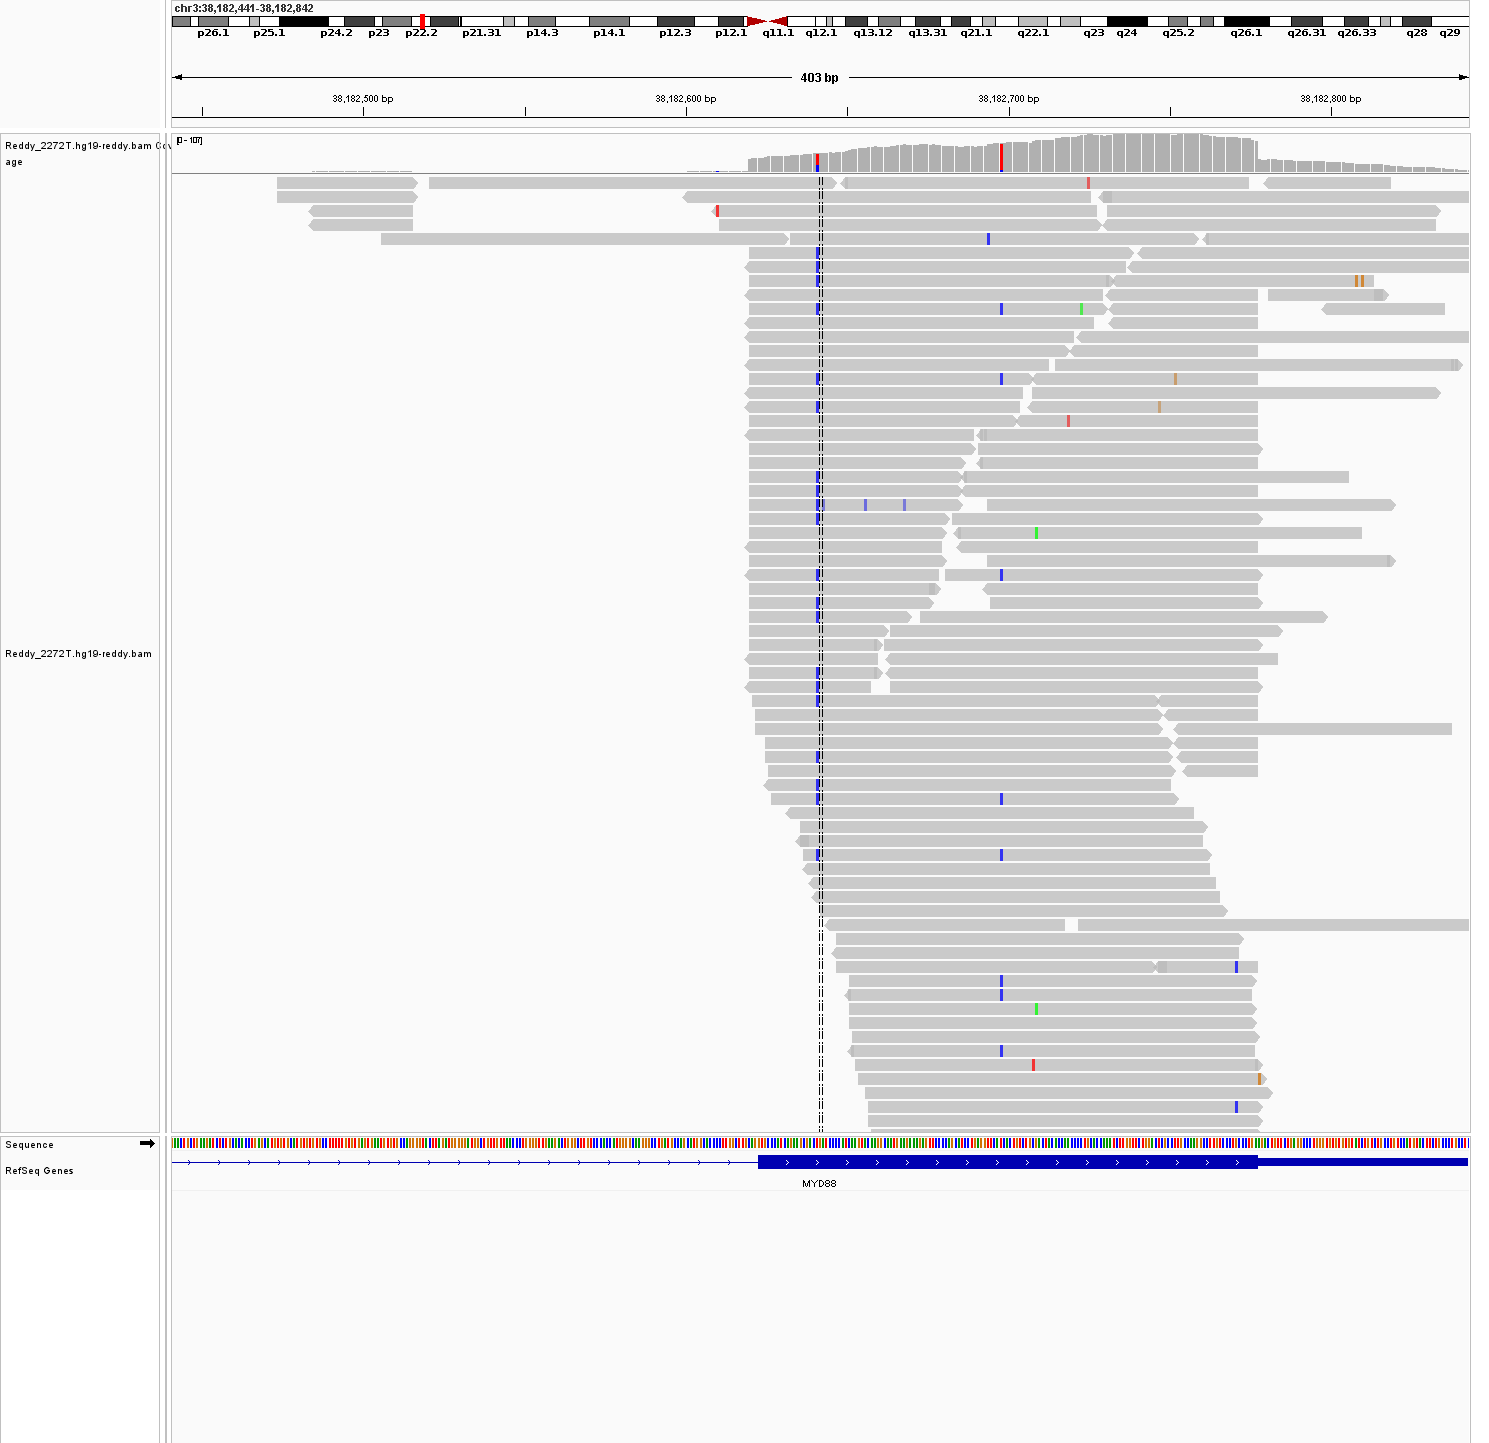 chr3:38,182,441-38,182,842
p26.1 p25.1 p24.2 p23 p22.2 p21.31 p14.3 p14.1 p12.3 p12.1 q11.1 q12.1 q13.12 q13.31 q21.1 q22.1 q23 q24 q25.2 q26.1 q26.31 q26.33 q28 q29
403 bp
38,182,500 bp 38,182,600 bp 38,182,700 bp 38,182,800 bp
Reddy_2272T.hg19-reddy.bam Cov
age
[0 - 107]
Reddy_2272T.hg19-reddy.bam
Sequence
RefSeq Genes
MYD88